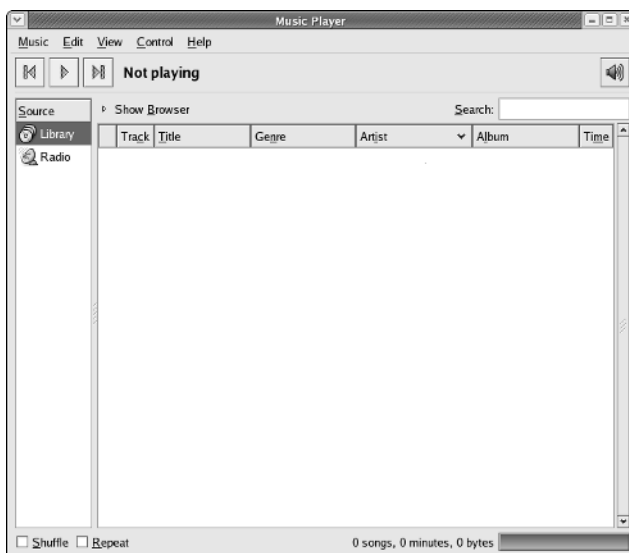 Music Player
Music Edit View Control Help
Not playing
Source
Show Browser
Search:
Library
Radio
Track Title Genre Artist Album Time
Shuffle Repeat
0 songs, 0 minutes, 0 bytes